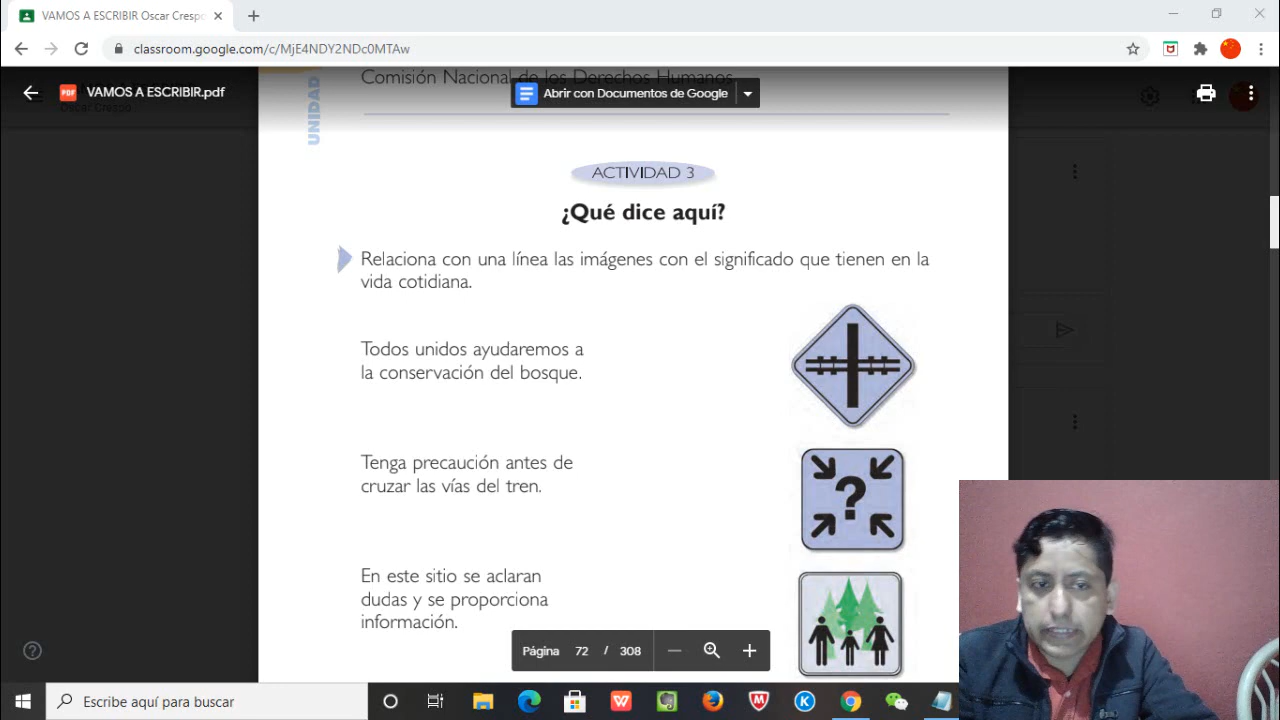 VAMOS A ESCRIBIR Oscar Crespo
classroom.google.com/c/MjE4NDY2NDc0MTAw
VAMOS A ESCRIBIR.pdf
Oscar Crespo
Comisión Nacional de los Derechos Humanos
Abrir con Documentos de Google
UNIDAD
ACTIVIDAD 3
¿Qué dice aquí?
Relaciona con una línea las imágenes con el significado que tienen en la
vida cotidiana.
Todos unidos ayudaremos a
la conservación del bosque.
Tenga precaución antes de
cruzar las vías del tren.
?
En este sitio se aclaran
dudas y se proporciona
información.
Página 72 / 308
Escribe aquí para buscar